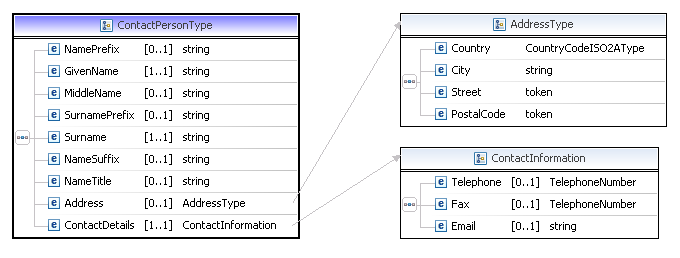 ContactPersonType
NamePrefix [0..1] string
GivenName [1..1] string
MiddleName [0..1] string
SurnamePrefix [0..1] string
Surname [1..1] string
NameSuffix [0..1] string
NameTitle [0..1] string
Address [0..1] AddressType
ContactDetails [1..1] ContactInformation
AddressType
Country CountryCodeISO2AType
City string
Street token
PostalCode token
ContactInformation
Telephone [0..1] TelephoneNumber
Fax [0..1] TelephoneNumber
Email [0..1] string